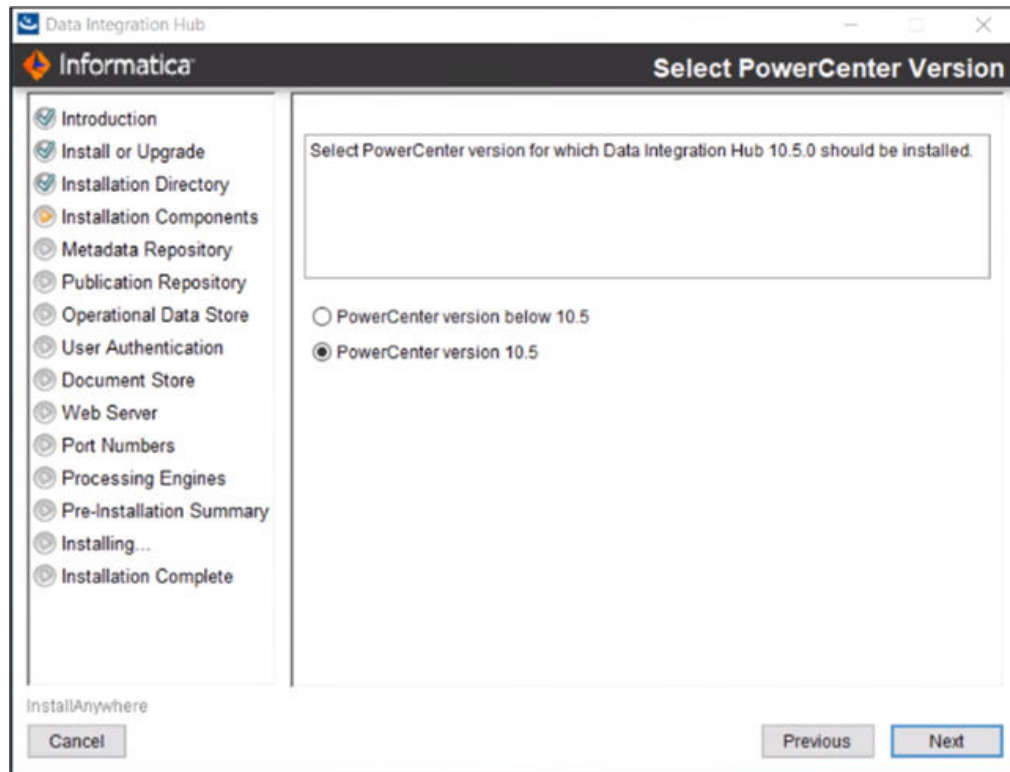 Data Integration Hub
Informatica
Select PowerCenter Version
Introduction
Install or Upgrade
Installation Directory
Installation Components
Metadata Repository
Publication Repository
Operational Data Store
User Authentication
Document Store
Web Server
Port Numbers
Processing Engines
Pre-Installation Summary
Installing...
Installation Complete
Select PowerCenter version for which Data Integration Hub 10.5.0 should be installed.
PowerCenter version below 10.5
PowerCenter version 10.5
InstallAnywhere
Cancel
Previous
Next